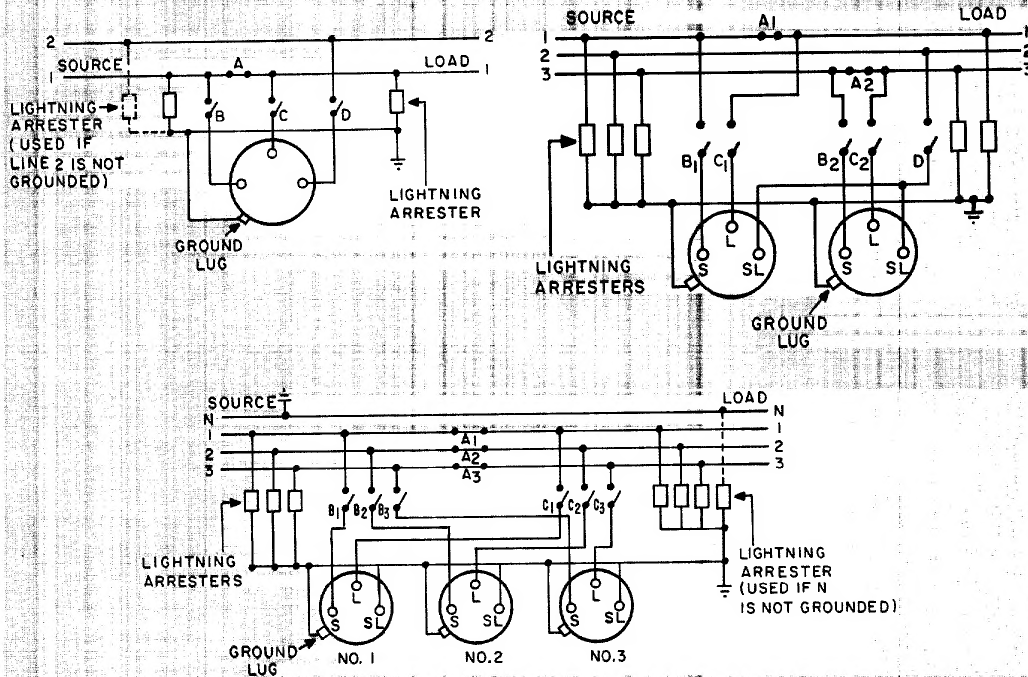 2
2
SOURCE
A
LOAD
1
1
LIGHTNING
ARRESTER
(USED IF
LINE 2 IS NOT
GROUNDED)
B
C
D
LIGHTNING
ARRESTER
GROUND
LUG
SOURCE
A1
LOAD
1
2
2
3
3
A2
B1
C1
B2
C2
D
L
S
SL
L
S
SL
LIGHTNING
ARRESTERS
GROUND
LUG
SOURCE
LOAD
N
N
1
A1
1
2
A2
2
3
A3
3
B1
B2
B3
C1
C2
C3
LIGHTNING
ARRESTERS
LIGHTNING
ARRESTER
(USED IF N
IS NOT GROUNDED)
L
S
SL
L
S
SL
L
S
SL
GROUND
LUG
NO. 1
NO. 2
NO. 3